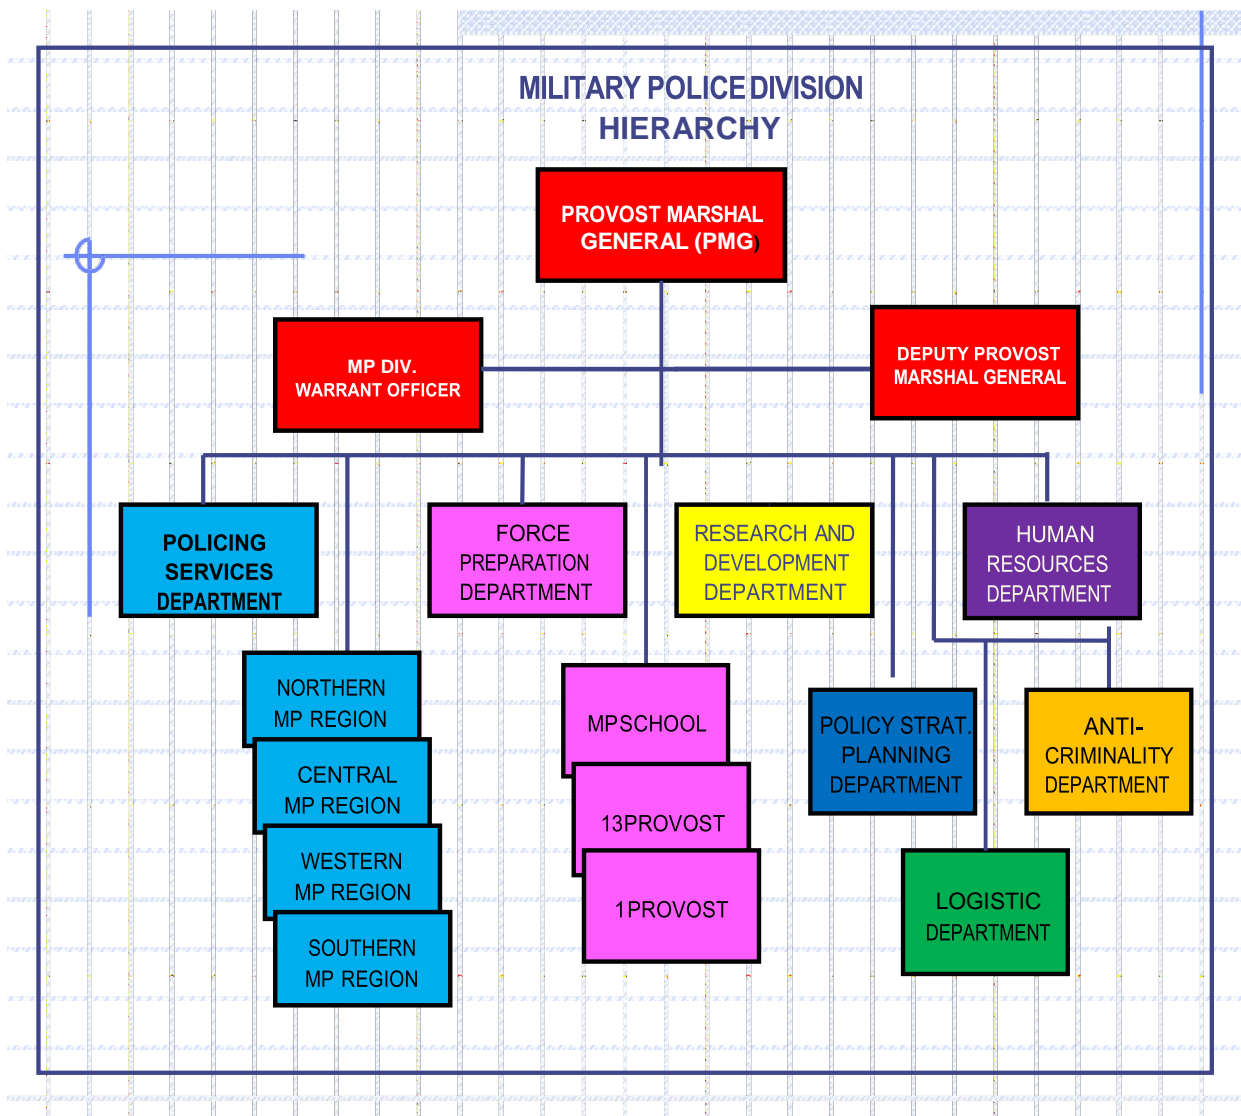 MILITARY POLICE DIVISION
HIERARCHY
PROVOST MARSHAL
GENERAL (PMG)
MP DIV.
WARRANT OFFICER
DEPUTY PROVOST
MARSHAL GENERAL
POLICING
SERVICES
DEPARTMENT
FORCE
PREPARATION
DEPARTMENT
RESEARCH AND
DEVELOPMENT
DEPARTMENT
HUMAN
RESOURCES
DEPARTMENT
NORTHERN
MP REGION
CENTRAL
MP REGION
WESTERN
MP REGION
SOUTHERN
MP REGION
MPSCHOOL
13PROVOST
1PROVOST
POLICY STRAT.
PLANNING
DEPARTMENT
ANTI-
CRIMINALITY
DEPARTMENT
LOGISTIC
DEPARTMENT